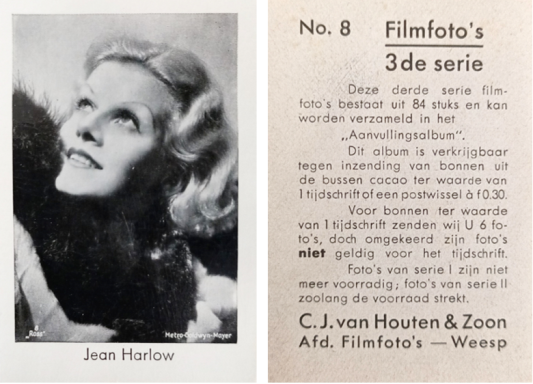 8
„Ross"
Metro-Goldwyn-Mayer
Jean Harlow
No. 8 Filmfoto's
3de serie
Deze derde serie film-
foto's bestaat uit 84 stuks en kan
worden verzameld in het
„Aanvullingsalbum".
Dit album is verkrijgbaar
tegen inzending van bonnen uit
de bussen cacao ter waarde van
1 tijdschrift of een postwissel à f0.30.
Voor bonnen ter waarde
van 1 tijdschrift zenden wij U 6 fo-
to's, doch omgekeerd zijn foto's
niet geldig voor het tijdschrift.
Foto's van serie I zijn niet
meer voorradig; foto's van serie II
zoolang de voorraad strekt.
C.J. van Houten & Zoon
Afd. Filmfoto's — Weesp